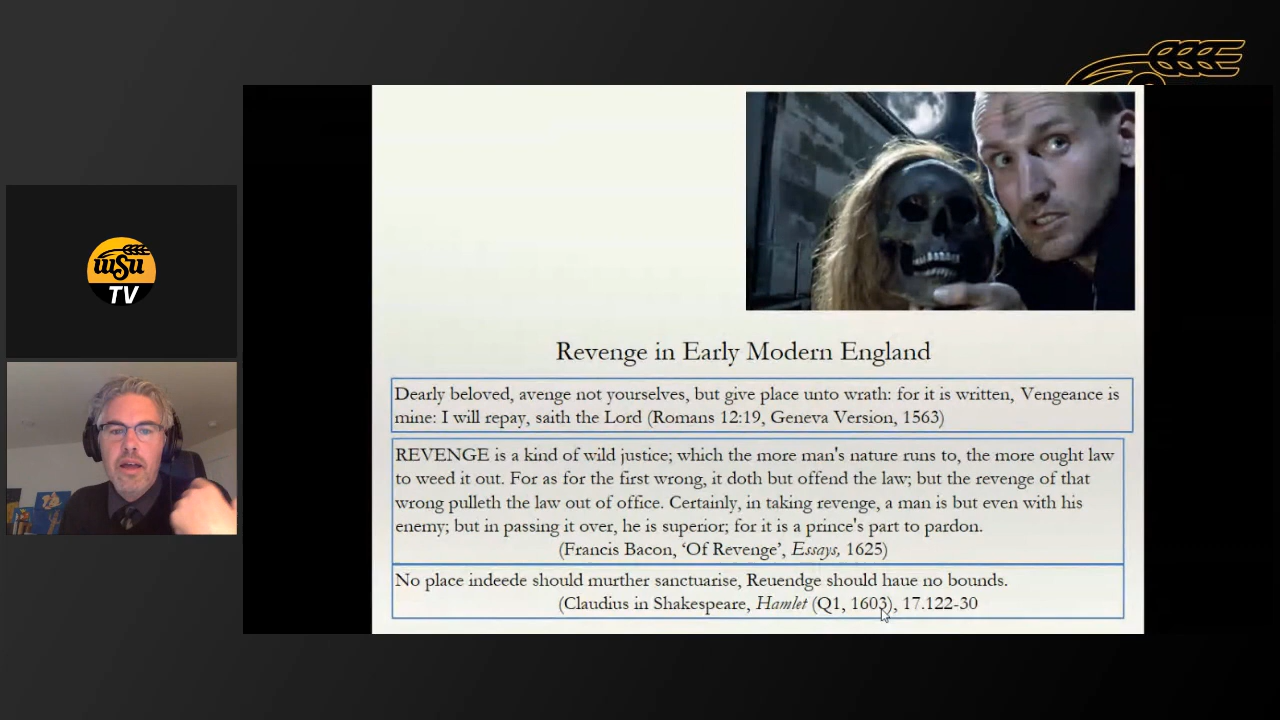 wsu
TV
Revenge in Early Modern England
Dearly beloved, avenge not yourselves, but give place unto wrath: for it is written, Vengeance is
mine: I will repay, saith the Lord (Romans 12:19, Geneva Version, 1563)
REVENGE is a kind of wild justice; which the more man's nature runs to, the more ought law
to weed it out. For as for the first wrong, it doth but offend the law; but the revenge of that
wrong pulleth the law out of office. Certainly, in taking revenge, a man is but even with his
enemy; but in passing it over, he is superior; for it is a prince's part to pardon.
(Francis Bacon, ‘Of Revenge’, Essays, 1625)
No place indeede should murther sanctuarise, Reuendge should haue no bounds.
(Claudius in Shakespeare, Hamlet (Q1, 1603), 17.122-30